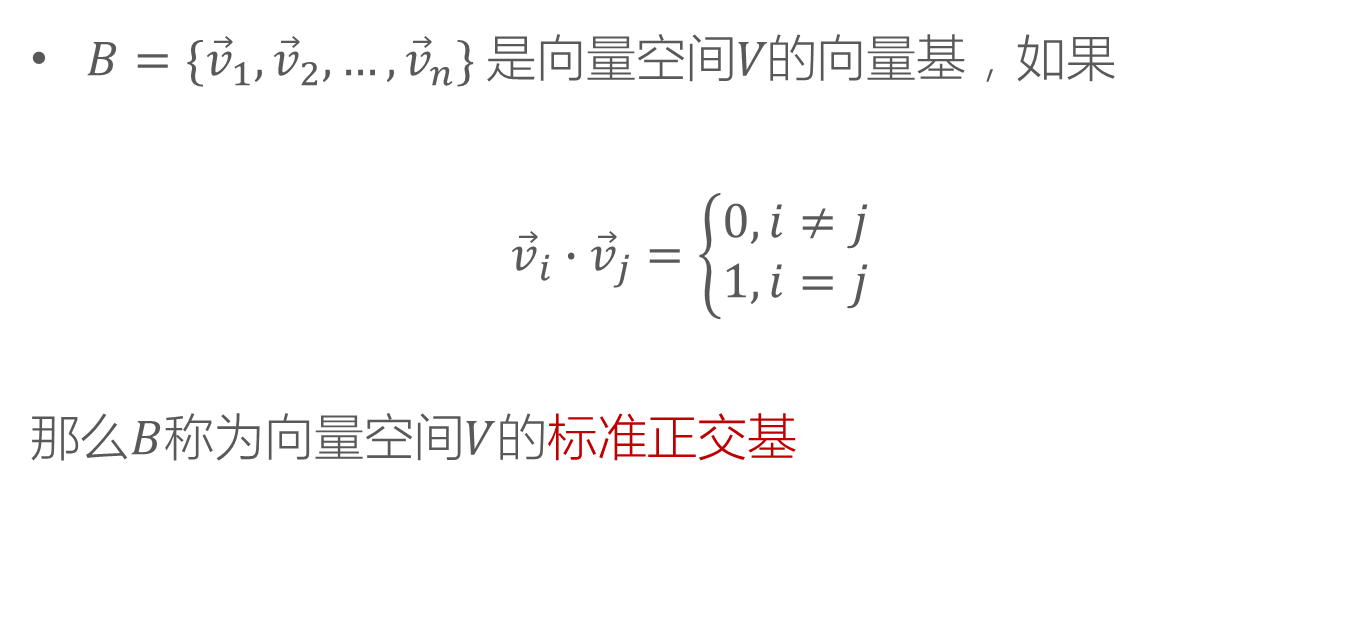 • B = {v⃗₁, v⃗₂, … , v⃗ₙ} 是向量空间V的向量基，如果
v⃗ᵢ · v⃗ⱼ = {0, i ≠ j
1, i = j
那么B称为向量空间V的标准正交基